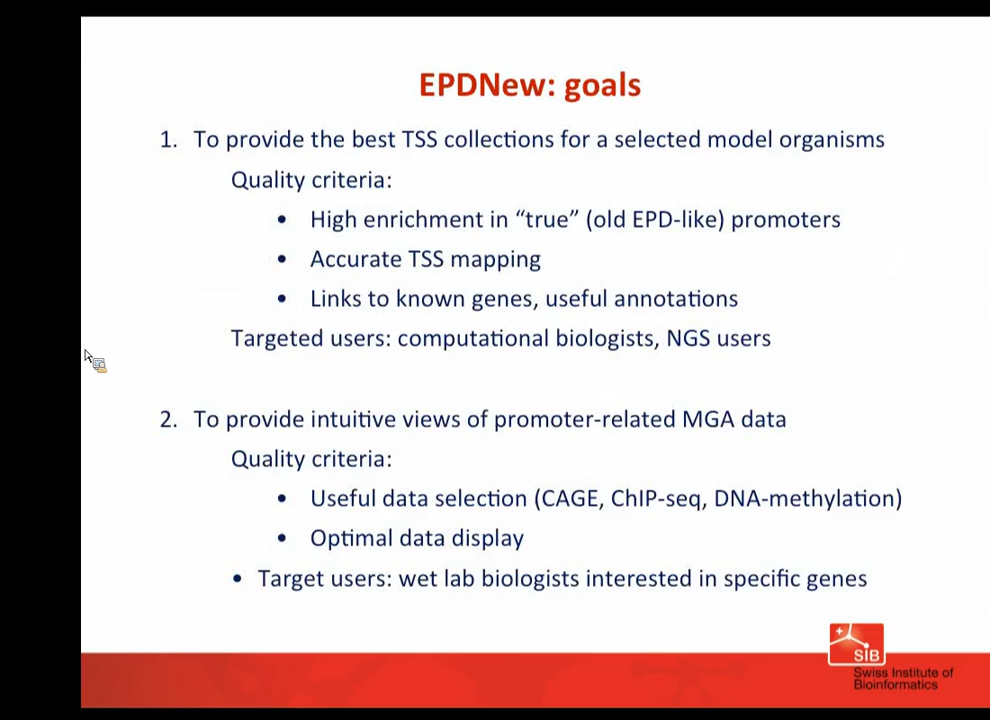 EPDNew: goals
1. To provide the best TSS collections for a selected model organisms
Quality criteria:
• High enrichment in “true” (old EPD-like) promoters
• Accurate TSS mapping
• Links to known genes, useful annotations
Targeted users: computational biologists, NGS users
2. To provide intuitive views of promoter-related MGA data
Quality criteria:
• Useful data selection (CAGE, ChIP-seq, DNA-methylation)
• Optimal data display
• Target users: wet lab biologists interested in specific genes
SIB
Swiss Institute of
Bioinformatics